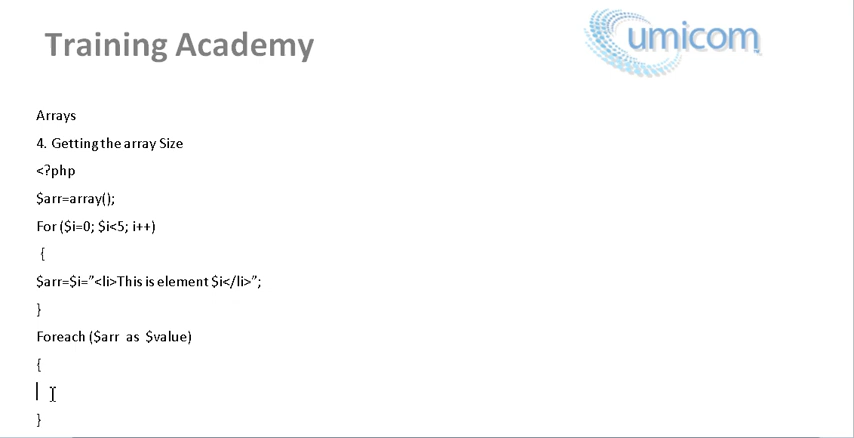 Training Academy
umicom
Arrays
4. Getting the array Size
<?php
$arr=array();
For ($i=0; $i<5; i++)
{
$arr=$i=”<li>This is element $i</li>”;
}
Foreach ($arr as $value)
{
}